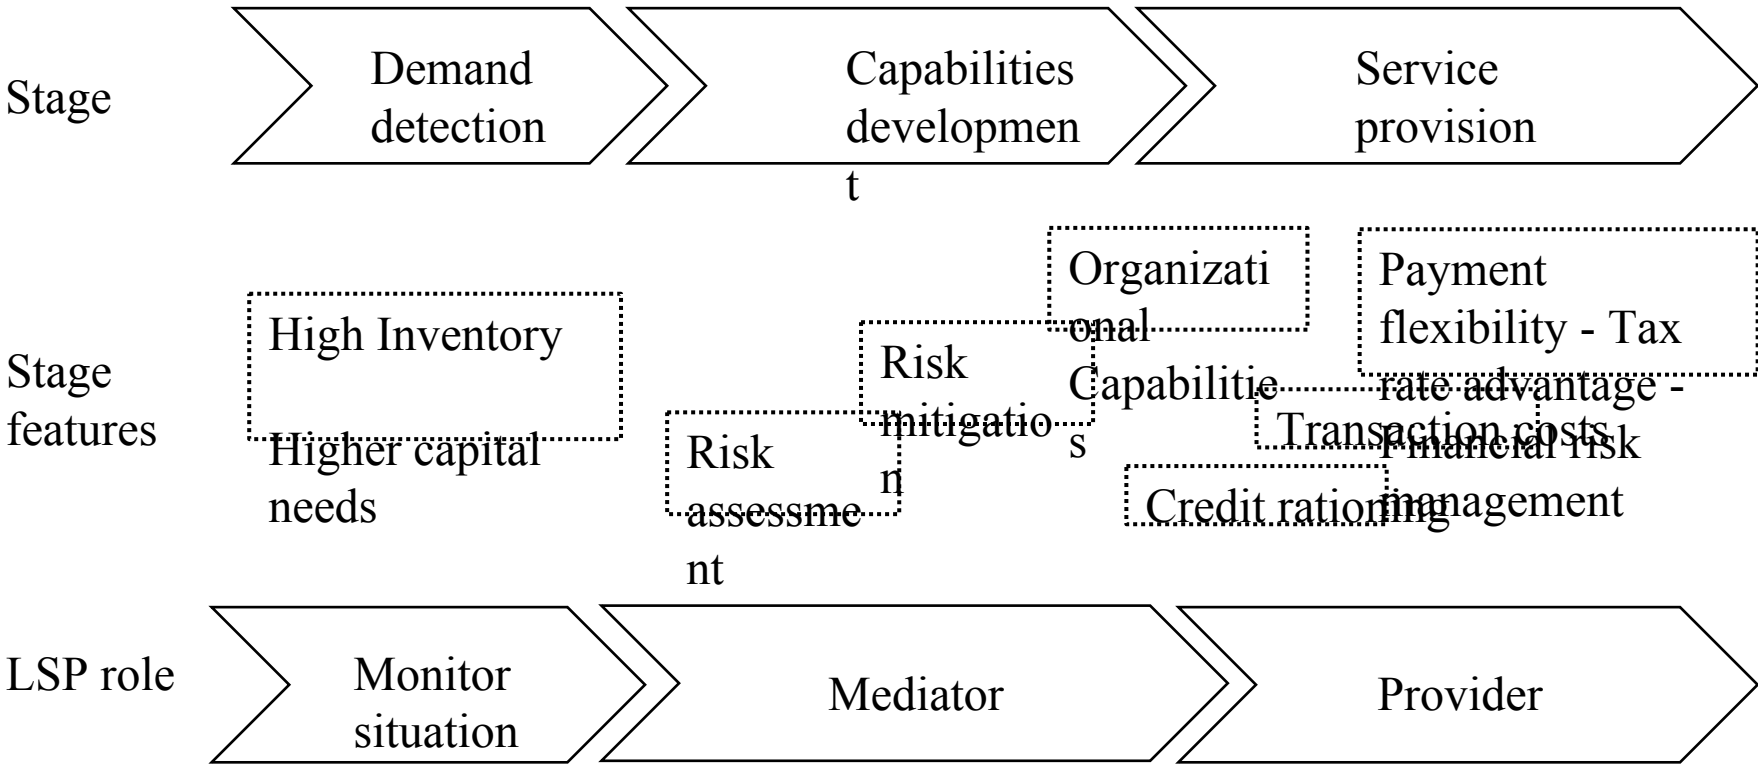 Stage
Demand
detection
Capabilities
developmen
t
Service
provision
Stage
features
High Inventory
Higher capital
needs
Risk
assessme
nt
Risk
mitigatio
n
Organizati
onal
Capabilitie
s
Payment
flexibility - Tax
rate advantage -
Financial risk
management
Transaction costs
Credit rationing
LSP role
Monitor
situation
Mediator
Provider